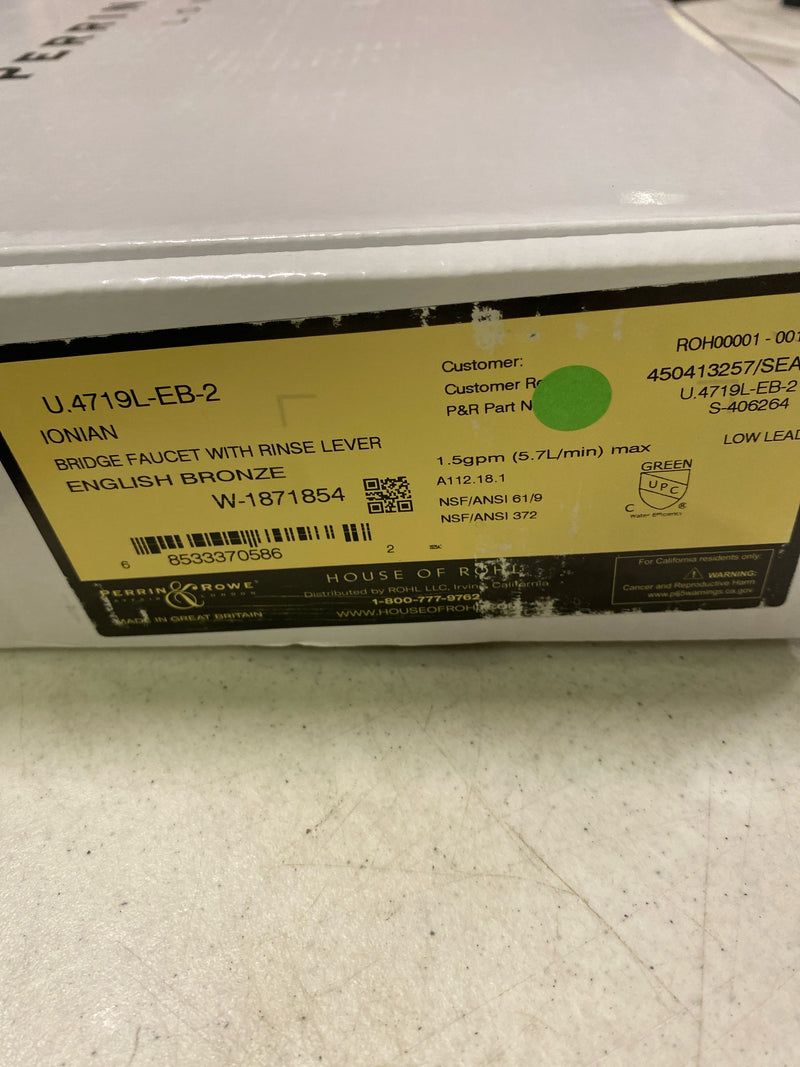 PERRIN
U.4719L-EB-2
IONIAN
BRIDGE FAUCET WITH RINSE LEVER
ENGLISH BRONZE
W-1871854
6 8533370586 2
Customer:
Customer
P&R Part
ROH00001 - 001
450413257/SEA
U.4719L-EB-2
S-406264
1.5gpm (5.7L/min) max
A112.18.1
NSF/ANSI 61/9
NSF/ANSI 372
LOW LEAD
GREEN
UPC
C ®
Water Efficiency
PERRIN & ROWE
LONDON
MADE IN GREAT BRITAIN
HOUSE OF ROHL
Distributed by ROHL LLC, Irvine, California
1-800-777-9762
WWW.HOUSEOFROHL
For California residents only:
WARNING:
Cancer and Reproductive Harm
www.p65warnings.ca.gov